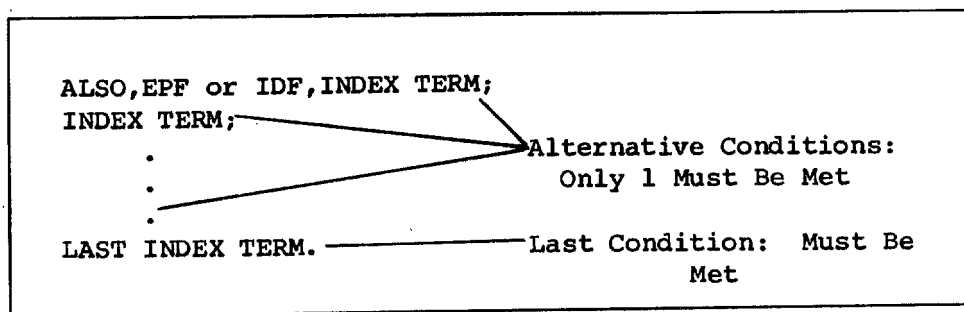 ALSO,EPF or IDF,INDEX TERM;
INDEX TERM;
.
Alternative Conditions:
.
Only 1 Must Be Met
.
LAST INDEX TERM.
Last Condition: Must Be
Met